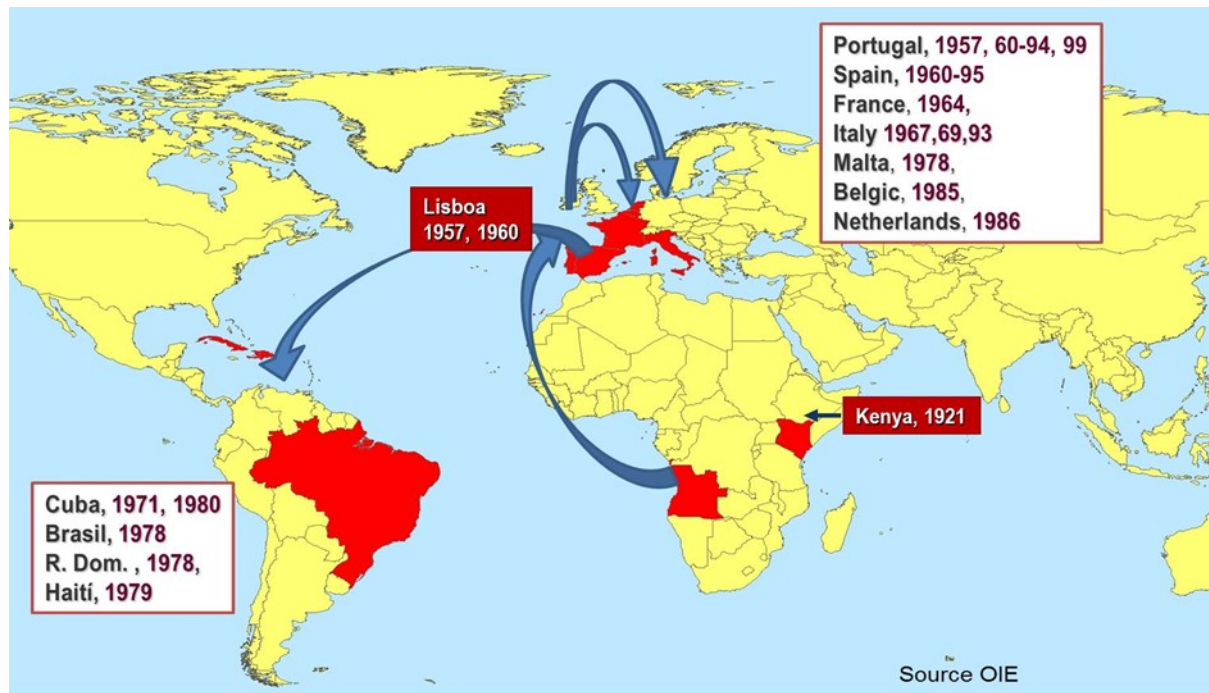 Portugal, 1957, 60-94, 99
Spain, 1960-95
France, 1964,
Italy 1967,69,93
Malta, 1978,
Belgic, 1985,
Netherlands, 1986
Lisboa
1957, 1960
Kenya, 1921
Cuba, 1971, 1980
Brasil, 1978
R. Dom. , 1978,
Haití, 1979
Source OIE